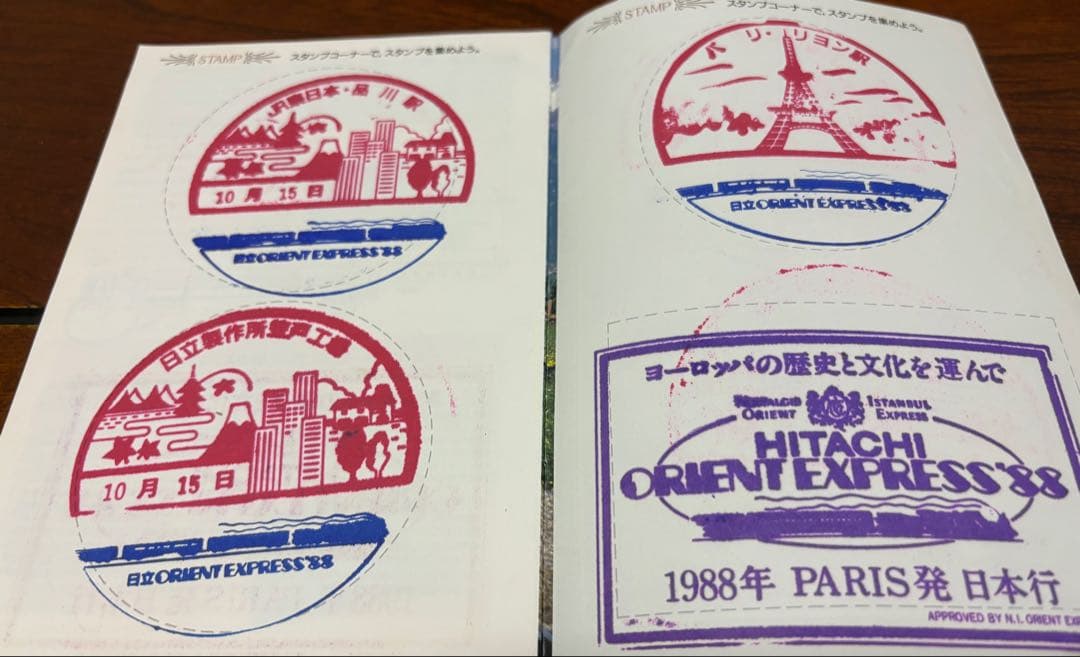 STAMP スタンプコーナーで、スタンプを集めよう。
JR東日本・品川駅
10月15日
日立ORIENT EXPRESS'88
日立製作所笠戸工場
10月15日
日立ORIENT EXPRESS'88
STAMP スタンプコーナーで、スタンプを集めよう。
パリ・リヨン駅
日立ORIENT EXPRESS'88
ヨーロッパの歴史と文化を運んで
NOSTALGIC ISTANBUL
ORIENT EXPRESS
HITACHI
ORIENT EXPRESS'88
1988年 PARIS発 日本行
APPROVED BY N.I. ORIENT EX